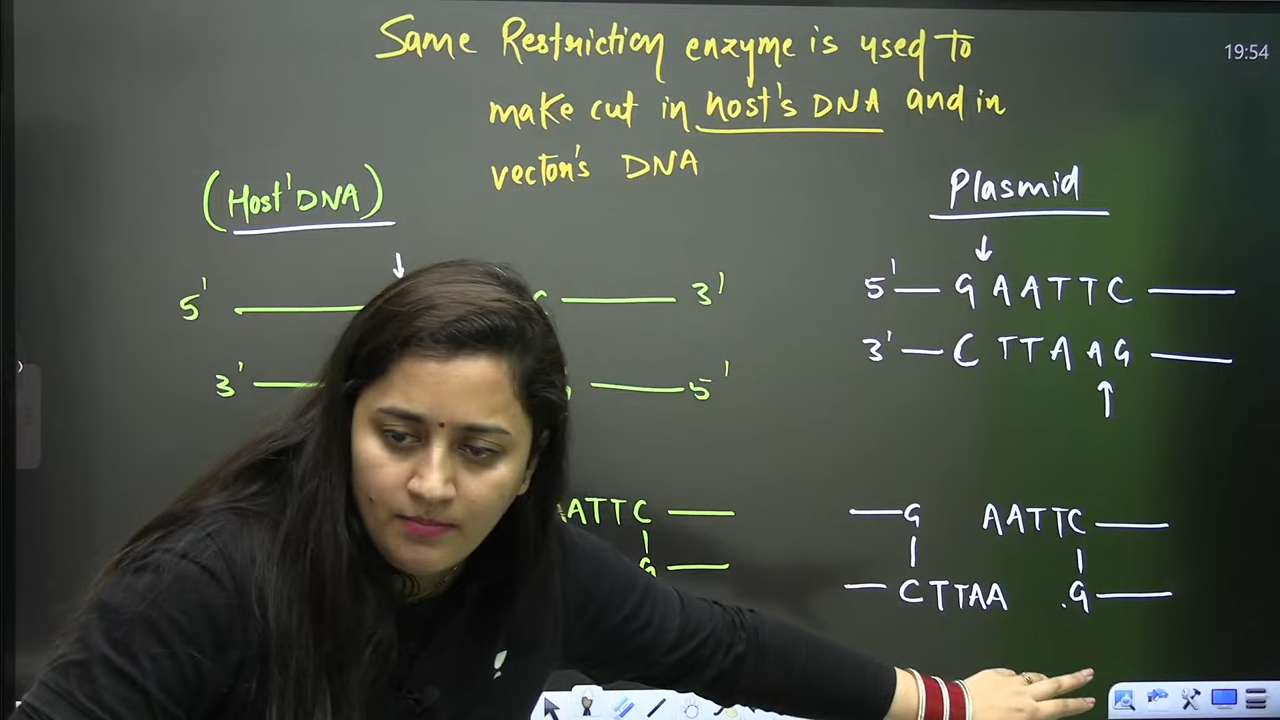 Same Restriction enzyme is used to
19:54
make cut in host's DNA and in
vector's DNA
(Host' DNA)
Plasmid
5' 3'
3' 5'
5' G A A T T C
3' C T T A A G
AATTC
G
G AATTC
CTTAA G